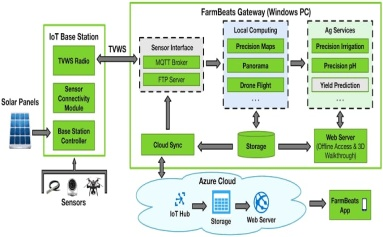 FarmBeats Gateway (Windows PC)
IoT Base Station
TVWS Radio
Sensor
Connectivity
Module
Base Station
Controller
Solar Panels
Sensors
TVWS
Sensor Interface
MQTT Broker
FTP Server
Local Computing
Precision Maps
Panorama
Drone Flight
...
Ag Services
Precision Irrigation
Precision pH
Yield Prediction
...
Cloud Sync
Storage
Web Server
(Offline Access & 3D
Walkthrough)
Azure Cloud
IoT Hub
Storage
Web Server
FarmBeats
App